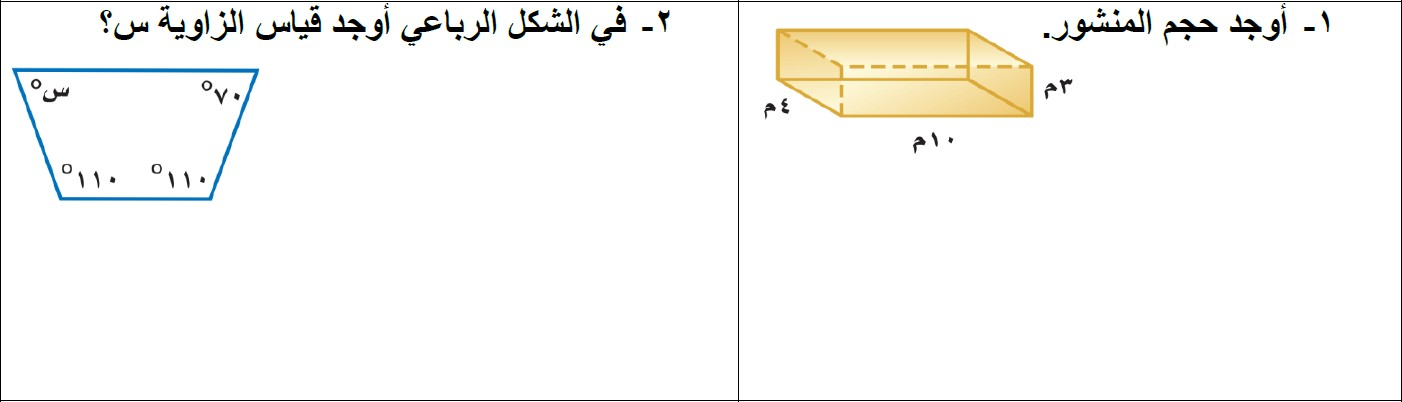 ١- أوجد حجم المنشور.
٣م
٤م
١٠م
٢- في الشكل الرباعي أوجد قياس الزاوية س؟
س°
٧٠°
١١٠°
١١٠°